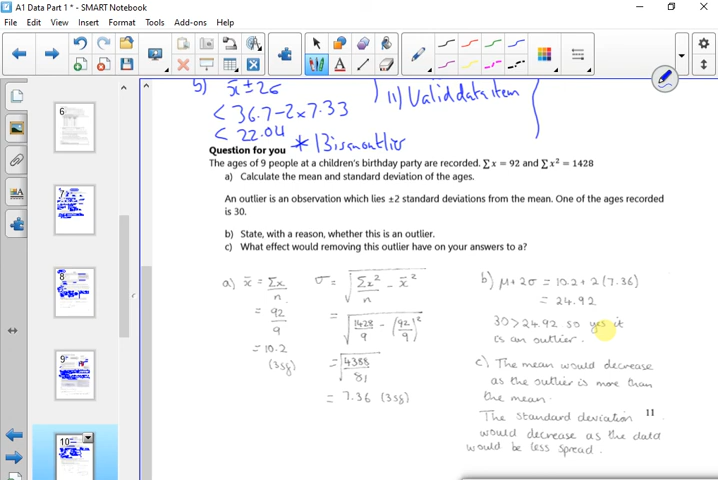 A1 Data Part 1 * - SMART Notebook
File Edit View Insert Format Tools Add-ons Help
6
7
8
9
10
b) x̄ ± 2σ
< 36.7 - 2 x 7.33
< 22.04
* 13 is an outlier
11) Valid data item
Question for you
The ages of 9 people at a children's birthday party are recorded. ∑x = 92 and ∑x² = 1428
a) Calculate the mean and standard deviation of the ages.
An outlier is an observation which lies ±2 standard deviations from the mean. One of the ages recorded
is 30.
b) State, with a reason, whether this is an outlier.
c) What effect would removing this outlier have on your answers to a?
a) x̄ = ∑x/n
= 92/9
= 10.2
(3sf)
σ = √(∑x²/n - x̄²)
= √(1428/9 - (92/9)²)
= √(4388/81)
= 7.36 (3sf)
b) μ + 2σ = 10.2 + 2(7.36)
= 24.92
30 > 24.92 so yes it
is an outlier.
c) The mean would decrease
as the outlier is more than
the mean.
The standard deviation
would decrease as the data
would be less spread.
11